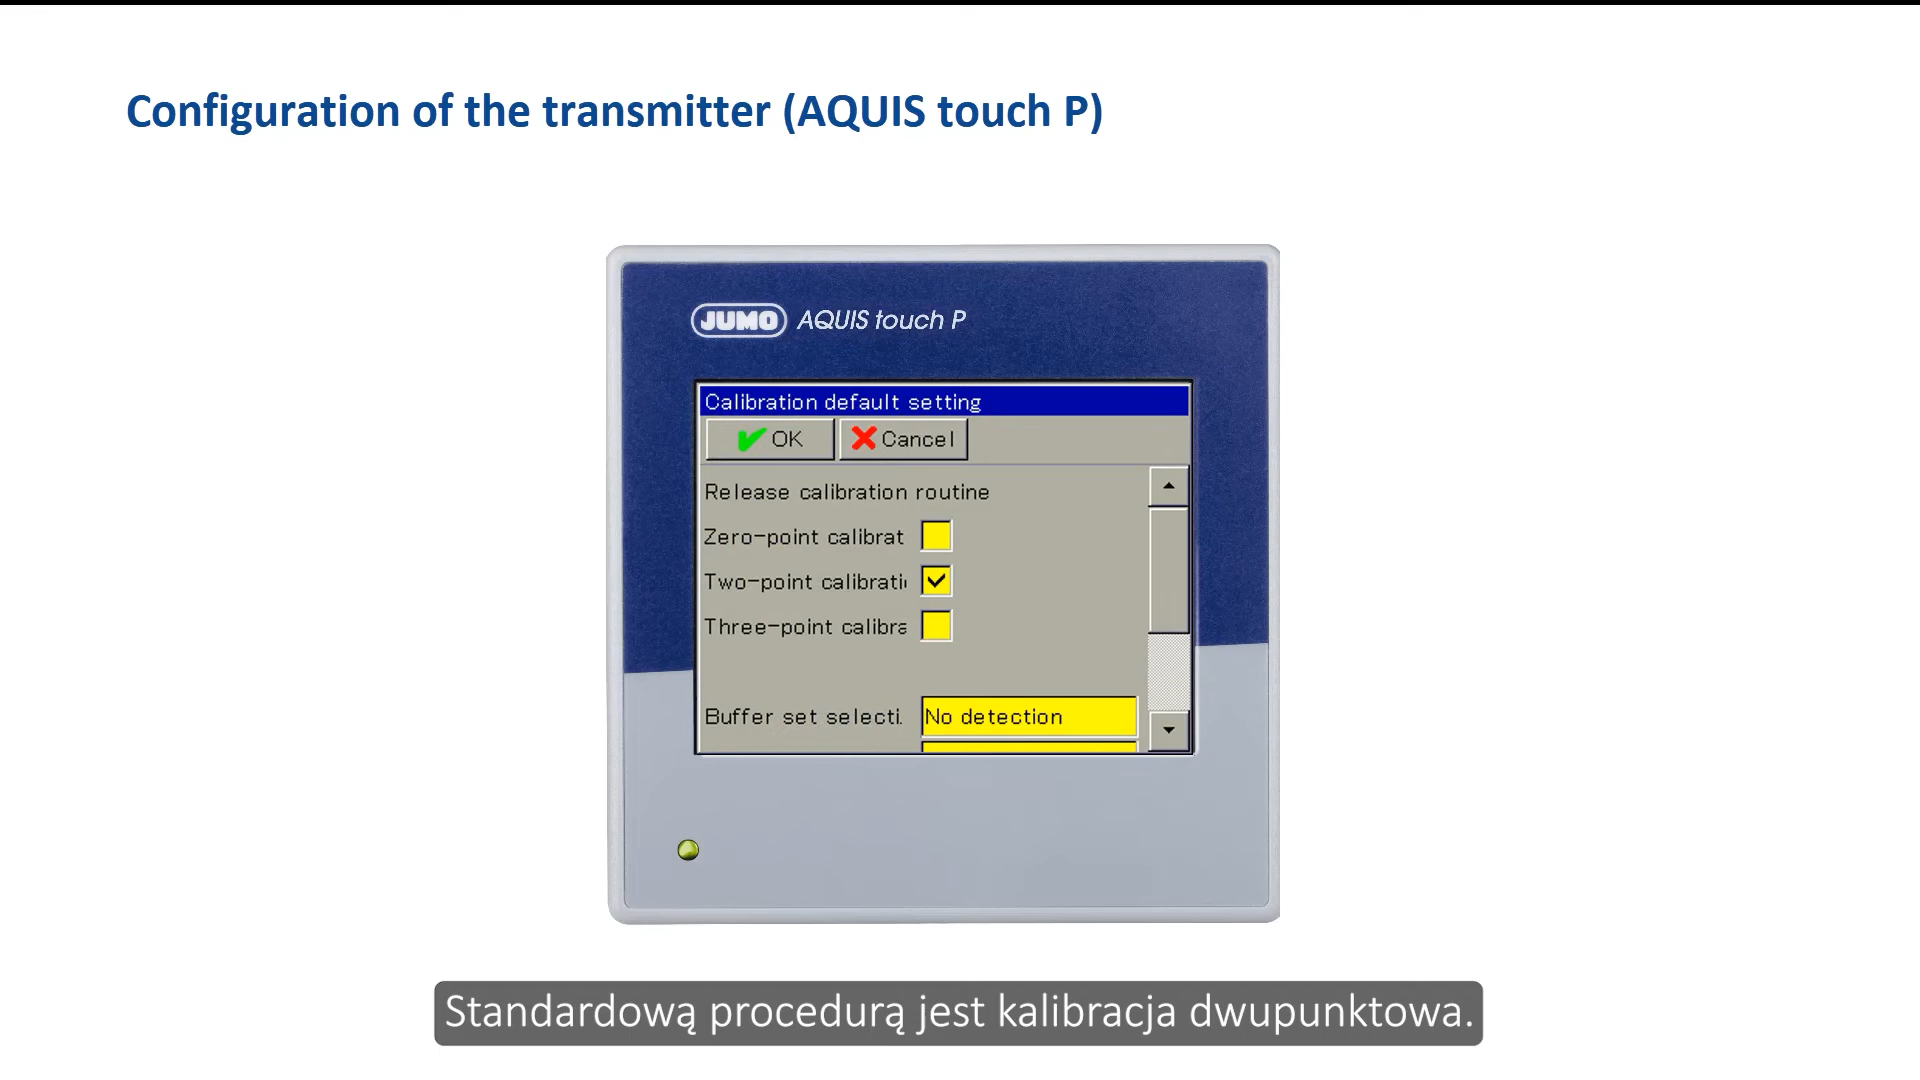 Configuration of the transmitter (AQUIS touch P)
JUMO AQUIS touch P
Calibration default setting
OK Cancel
Release calibration routine
Zero-point calibrat
Two-point calibrati
Three-point calibra
Buffer set selecti. No detection
Standardową procedurą jest kalibracja dwupunktowa.